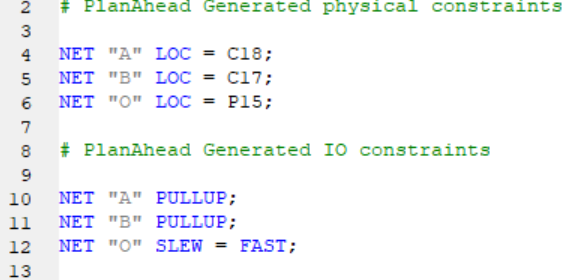 2 # PlanAhead Generated physical constraints
3
4 NET "A" LOC = C18;
5 NET "B" LOC = C17;
6 NET "O" LOC = P15;
7
8 # PlanAhead Generated IO constraints
9
10 NET "A" PULLUP;
11 NET "B" PULLUP;
12 NET "O" SLEW = FAST;
13